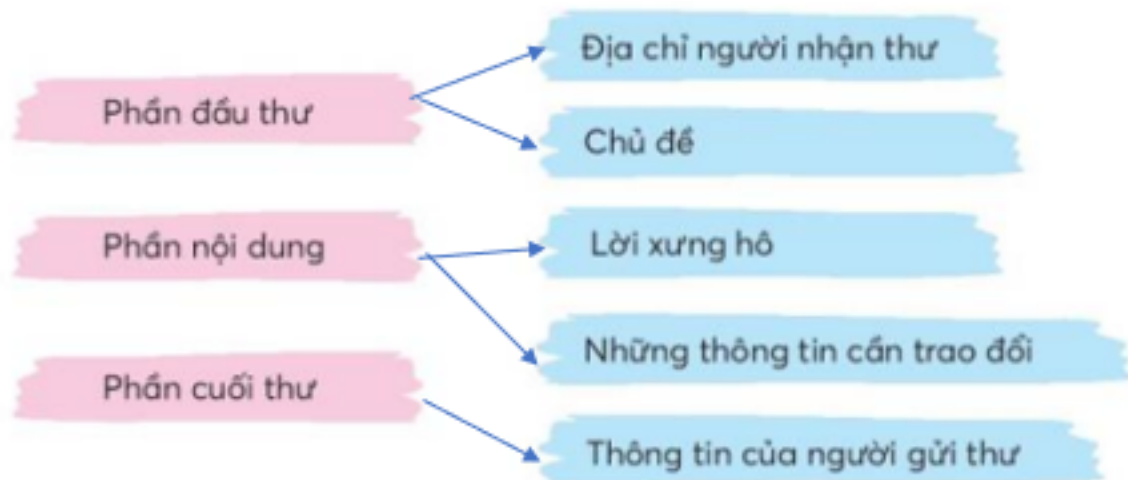 Phần đầu thư
Địa chỉ người nhận thư
Chủ đề
Phần nội dung
Lời xưng hô
Những thông tin cần trao đổi
Phần cuối thư
Thông tin của người gửi thư